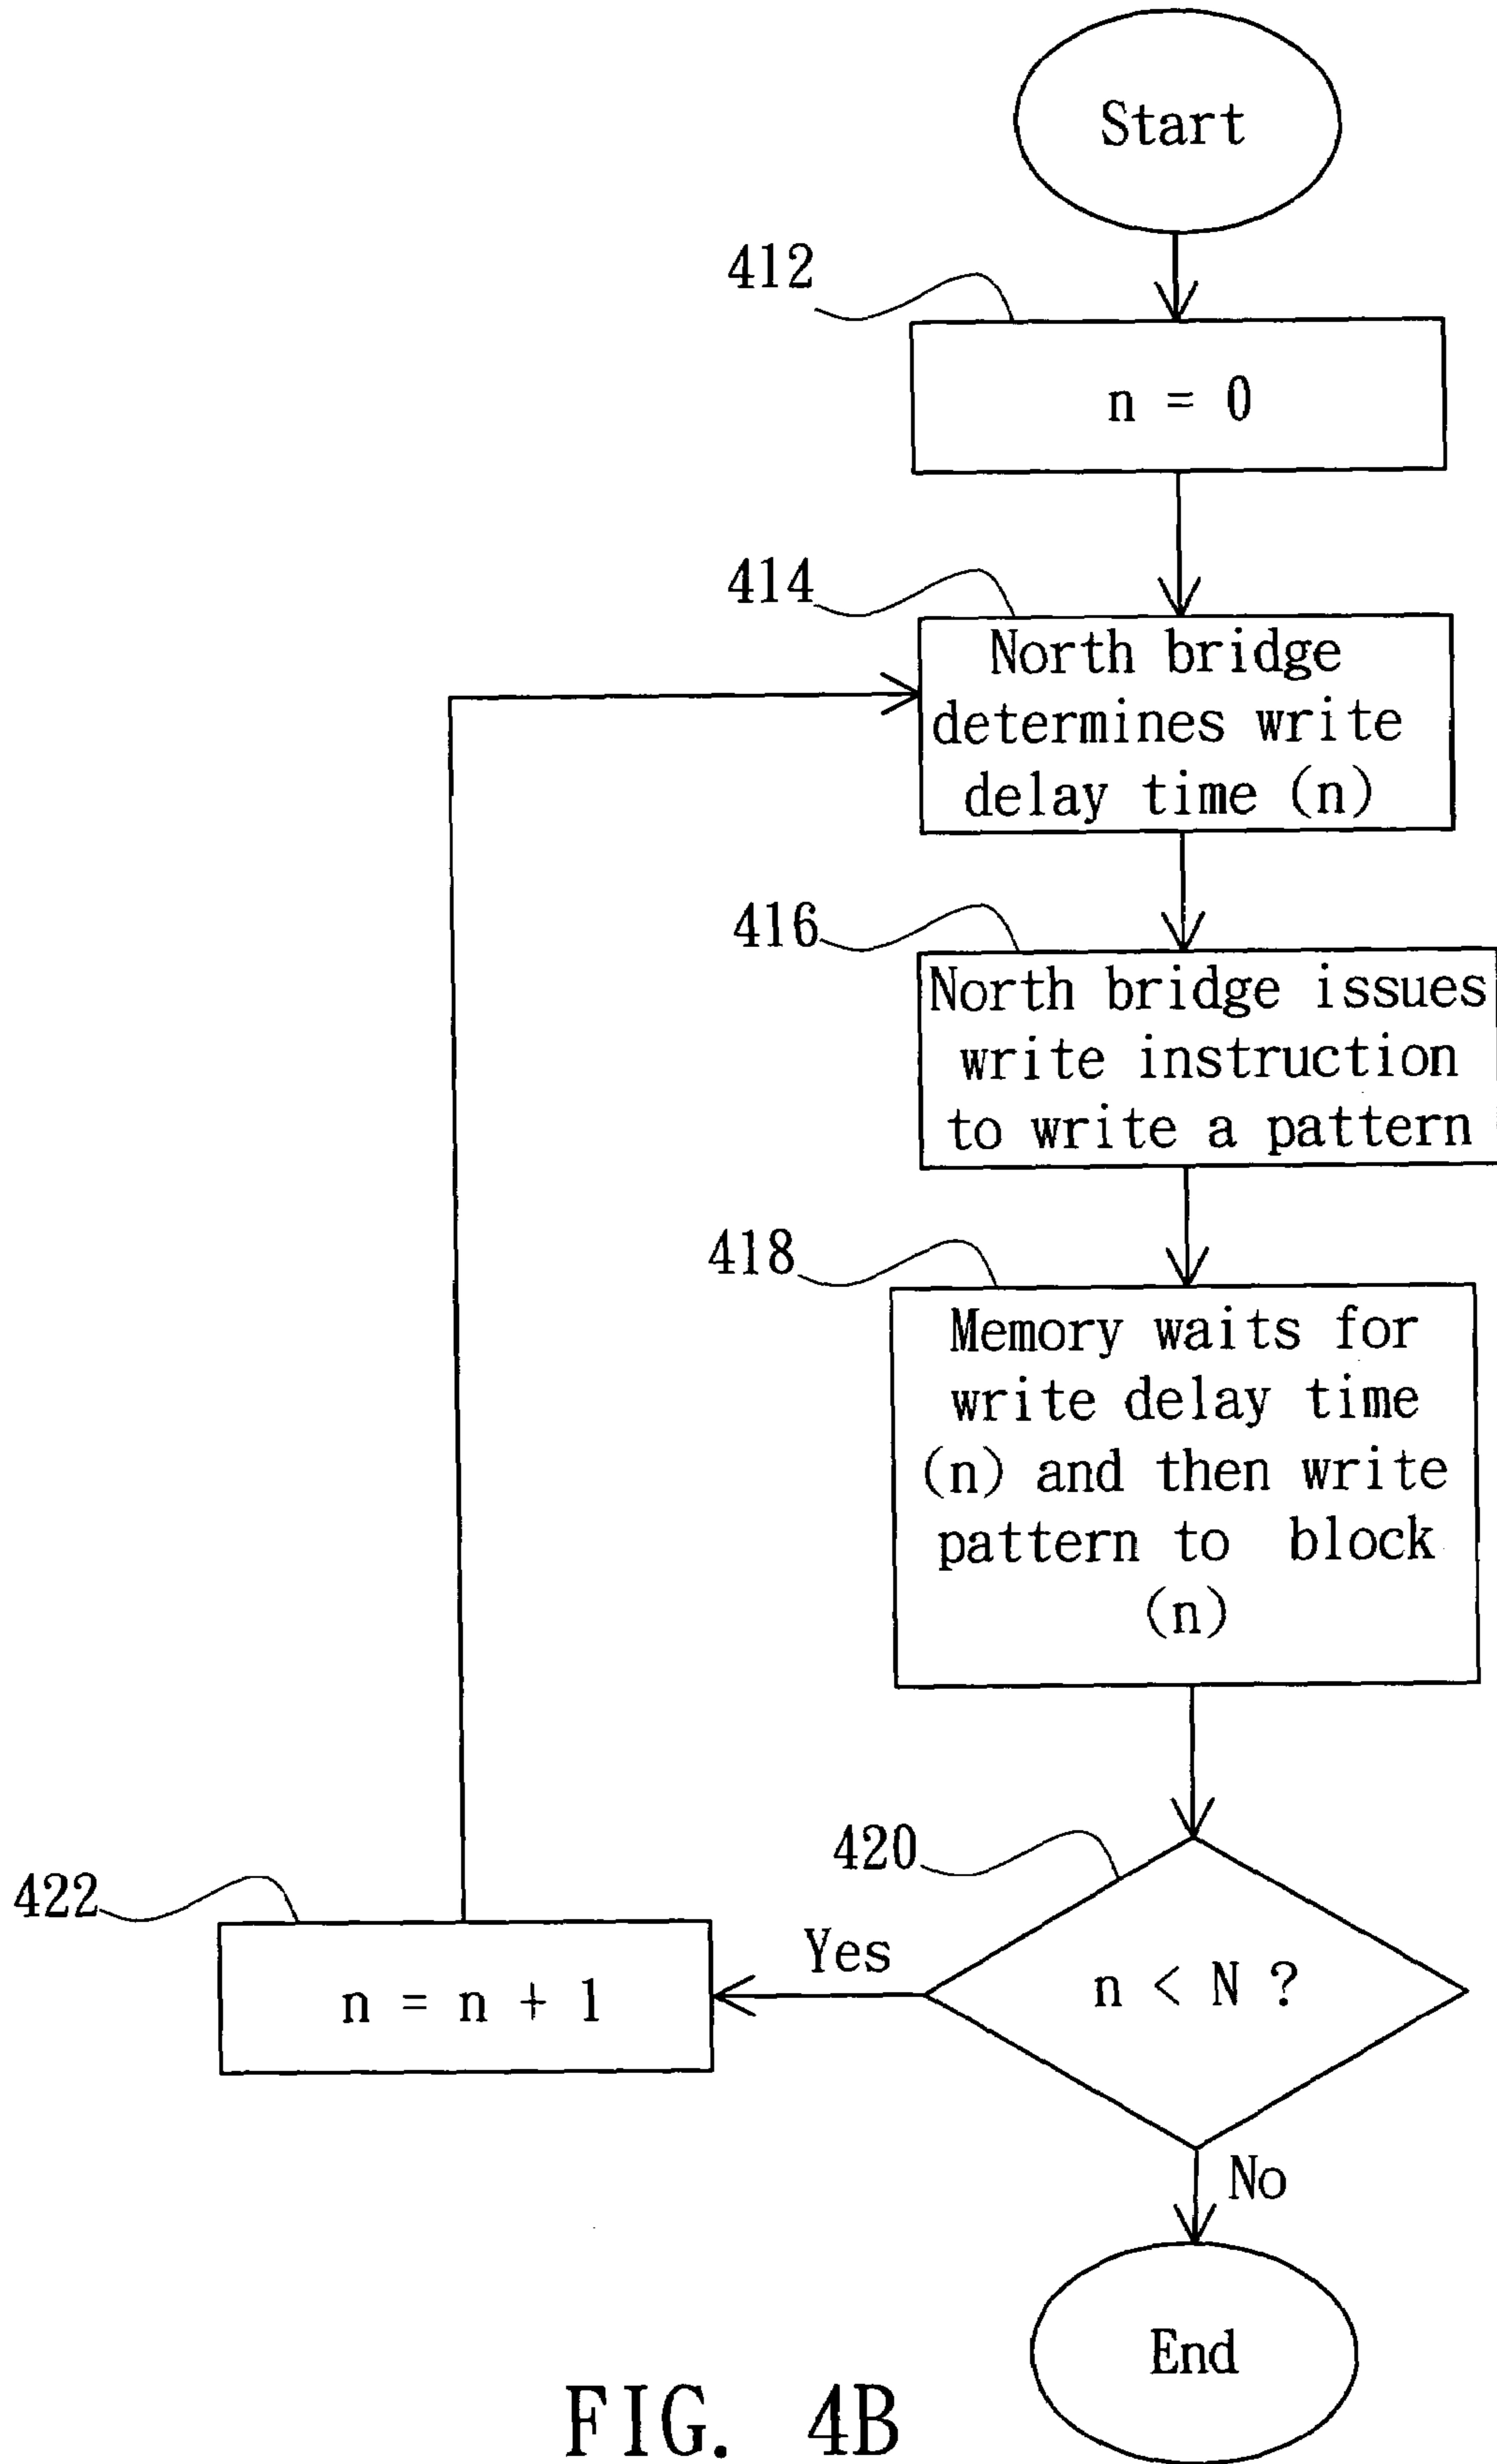 Start
412
n = 0
414
North bridge
determines write
delay time (n)
416
North bridge issues
write instruction
to write a pattern
418
Memory waits for
write delay time
(n) and then write
pattern to block
(n)
420
n < N ?
Yes
422
n = n + 1
No
End
FIG. 4B